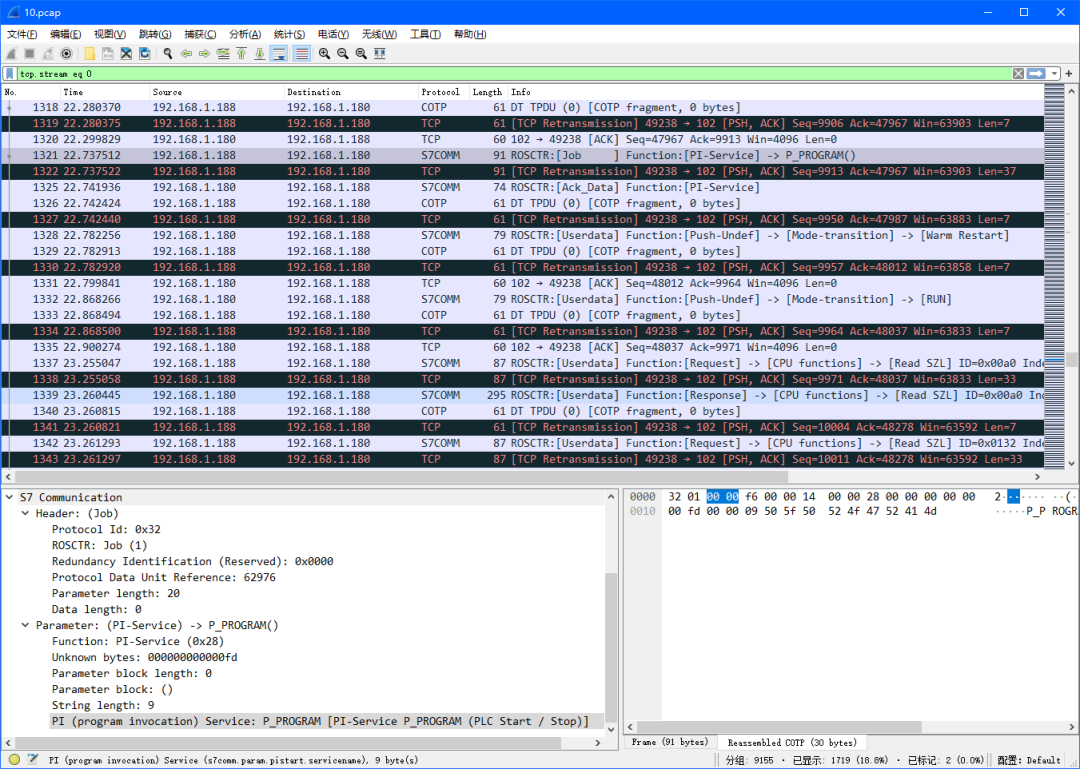 10.pcap
文件(F) 编辑(E) 视图(V) 跳转(G) 捕获(C) 分析(A) 统计(S) 电话(Y) 无线(W) 工具(T) 帮助(H)
tcp.stream eq 0
No. Time Source Destination Protocol Length Info
1318 22.280370 192.168.1.188 192.168.1.180 COTP 61 DT TPDU (0) [COTP fragment, 0 bytes]
1319 22.280375 192.168.1.188 192.168.1.180 TCP 61 [TCP Retransmission] 49238 → 102 [PSH, ACK] Seq=9906 Ack=47967 Win=63903 Len=7
1320 22.299829 192.168.1.180 192.168.1.188 TCP 60 102 → 49238 [ACK] Seq=47967 Ack=9913 Win=4096 Len=0
1321 22.737512 192.168.1.188 192.168.1.180 S7COMM 91 ROSCTR:[Job ] Function:[PI-Service] -> P_PROGRAM()
1322 22.737522 192.168.1.188 192.168.1.180 TCP 91 [TCP Retransmission] 49238 → 102 [PSH, ACK] Seq=9913 Ack=47967 Win=63903 Len=37
1325 22.741936 192.168.1.180 192.168.1.188 S7COMM 74 ROSCTR:[Ack_Data] Function:[PI-Service]
1326 22.742424 192.168.1.188 192.168.1.180 COTP 61 DT TPDU (0) [COTP fragment, 0 bytes]
1327 22.742440 192.168.1.188 192.168.1.180 TCP 61 [TCP Retransmission] 49238 → 102 [PSH, ACK] Seq=9950 Ack=47987 Win=63883 Len=7
1328 22.782256 192.168.1.180 192.168.1.188 S7COMM 79 ROSCTR:[Userdata] Function:[Push-Undef] -> [Mode-transition] -> [Warm Restart]
1329 22.782913 192.168.1.188 192.168.1.180 COTP 61 DT TPDU (0) [COTP fragment, 0 bytes]
1330 22.782920 192.168.1.188 192.168.1.180 TCP 61 [TCP Retransmission] 49238 → 102 [PSH, ACK] Seq=9957 Ack=48012 Win=63858 Len=7
1331 22.799841 192.168.1.180 192.168.1.188 TCP 60 102 → 49238 [ACK] Seq=48012 Ack=9964 Win=4096 Len=0
1332 22.868266 192.168.1.180 192.168.1.188 S7COMM 79 ROSCTR:[Userdata] Function:[Push-Undef] -> [Mode-transition] -> [RUN]
1333 22.868494 192.168.1.188 192.168.1.180 COTP 61 DT TPDU (0) [COTP fragment, 0 bytes]
1334 22.868500 192.168.1.188 192.168.1.180 TCP 61 [TCP Retransmission] 49238 → 102 [PSH, ACK] Seq=9964 Ack=48037 Win=63833 Len=7
1335 22.900274 192.168.1.180 192.168.1.188 TCP 60 102 → 49238 [ACK] Seq=48037 Ack=9971 Win=4096 Len=0
1337 23.255047 192.168.1.188 192.168.1.180 S7COMM 87 ROSCTR:[Userdata] Function:[Request] -> [CPU functions] -> [Read SZL] ID=0x00a0 Inde
1338 23.255058 192.168.1.188 192.168.1.180 TCP 87 [TCP Retransmission] 49238 → 102 [PSH, ACK] Seq=9971 Ack=48037 Win=63833 Len=33
1339 23.260445 192.168.1.180 192.168.1.188 S7COMM 295 ROSCTR:[Userdata] Function:[Response] -> [CPU functions] -> [Read SZL] ID=0x00a0 In
1340 23.260815 192.168.1.188 192.168.1.180 COTP 61 DT TPDU (0) [COTP fragment, 0 bytes]
1341 23.260821 192.168.1.188 192.168.1.180 TCP 61 [TCP Retransmission] 49238 → 102 [PSH, ACK] Seq=10004 Ack=48278 Win=63592 Len=7
1342 23.261293 192.168.1.188 192.168.1.180 S7COMM 87 ROSCTR:[Userdata] Function:[Request] -> [CPU functions] -> [Read SZL] ID=0x0132 Inde
1343 23.261297 192.168.1.188 192.168.1.180 TCP 87 [TCP Retransmission] 49238 → 102 [PSH, ACK] Seq=10011 Ack=48278 Win=63592 Len=33
S7 Communication
Header: (Job)
Protocol Id: 0x32
ROSCTR: Job (1)
Redundancy Identification (Reserved): 0x0000
Protocol Data Unit Reference: 62976
Parameter length: 20
Data length: 0
Parameter: (PI-Service) -> P_PROGRAM()
Function: PI-Service (0x28)
Unknown bytes: 000000000000fd
Parameter block length: 0
Parameter block: ()
String length: 9
PI (program invocation) Service: P_PROGRAM [PI-Service P_PROGRAM (PLC Start / Stop)]
0000 32 01 00 00 f6 00 00 14 00 00 28 00 00 00 00 00 2······· ··(
0010 00 fd 00 00 09 50 5f 50 52 4f 47 52 41 4d ·····P_P ROGR
Frame (91 bytes) Reassembled COTP (30 bytes)
PI (program invocation) Service (s7comm.param.pistart.servicename), 9 byte(s) 分组: 9155 · 已显示: 1719 (18.8%) · 已标记: 2 (0.0%) 配置: Default